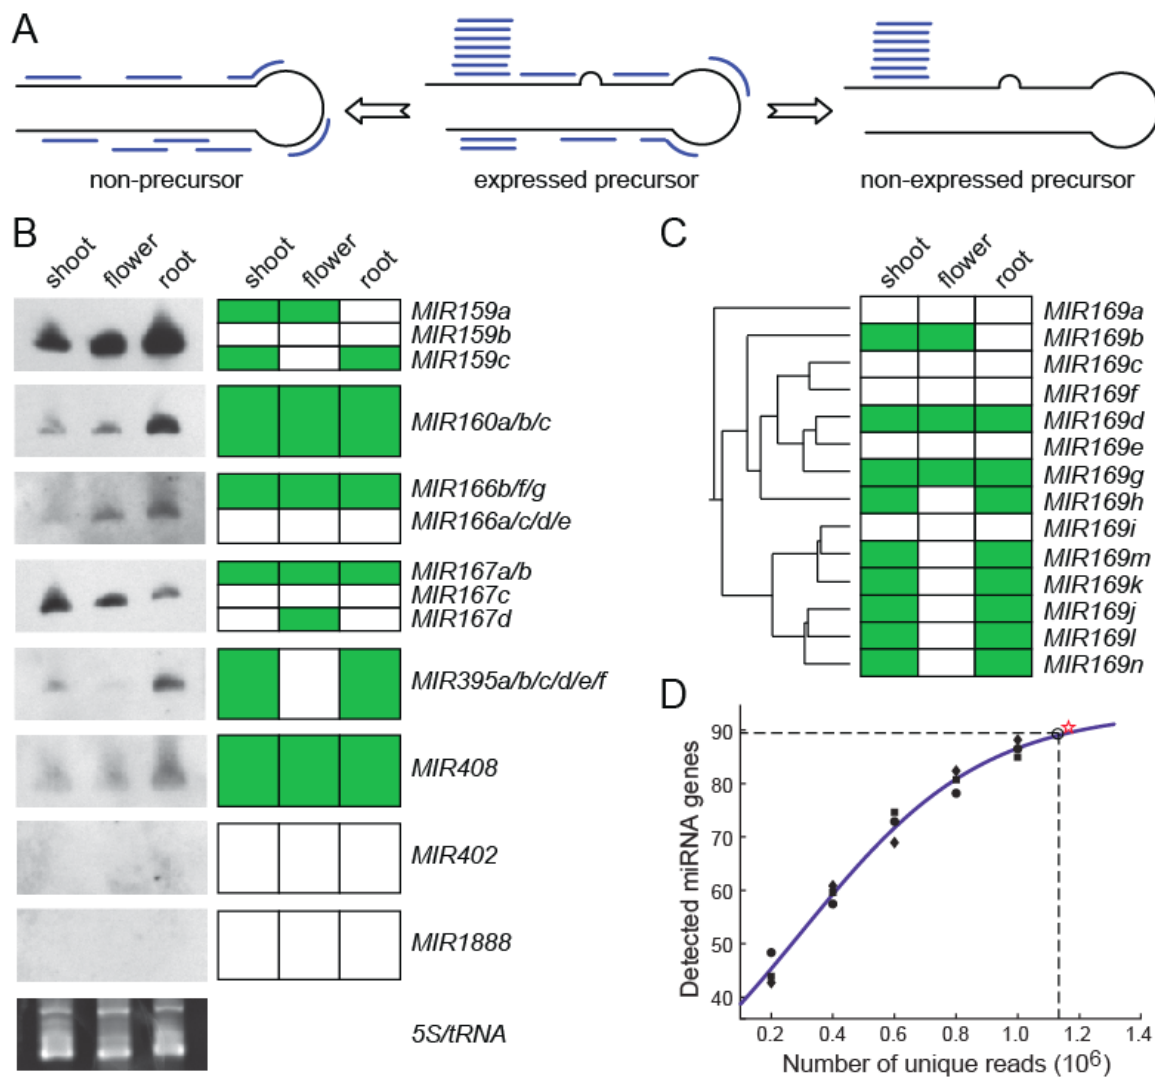 A
non-precursor
expressed precursor
non-expressed precursor
B
shoot
flower
root
shoot
flower
root
MIR159a
MIR159b
MIR159c
MIR160a/b/c
MIR166b/f/g
MIR166a/c/d/e
MIR167a/b
MIR167c
MIR167d
MIR395a/b/c/d/e/f
MIR408
MIR402
MIR1888
5S/tRNA
C
shoot
flower
root
MIR169a
MIR169b
MIR169c
MIR169f
MIR169d
MIR169e
MIR169g
MIR169h
MIR169i
MIR169m
MIR169k
MIR169j
MIR169l
MIR169n
D
Detected miRNA genes
90
80
70
60
50
40
0.2 0.4 0.6 0.8 1.0 1.2 1.4
Number of unique reads (10⁶)